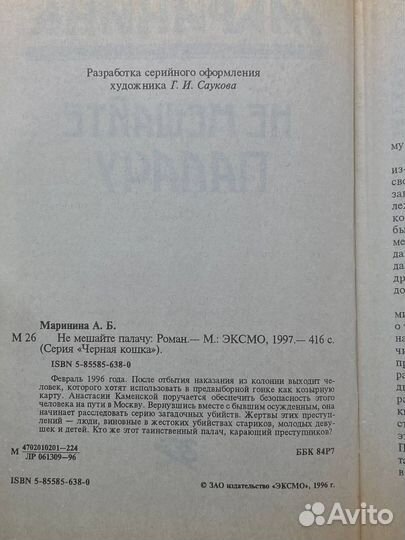 Разработка серийного оформления
художника Г. И. Саукова
Маринина А. Б.
М 26 Не мешайте палачу: Роман.— М.: ЭКСМО, 1997.— 416 с.
(Серия «Черная кошка»).
ISBN 5-85585-638-0
Февраль 1996 года. После отбытия наказания из колонии выходит че-
ловек, которого хотят использовать в предвыборной гонке как козырную
карту. Анастасии Каменской поручается обеспечить безопасность этого
человека на пути в Москву. Вернувшись вместе с бывшим осужденным, она
начинает расследовать серию загадочных убийств. Жертвы этих преступ-
лений — люди, виновные в жестоких убийствах стариков, молодых девушек
и детей. Кто же этот таинственный палач, карающий преступников?
М 4702010201—224
ЛР 061309—96
ББК 84Р7
ISBN 5-85585-638-0
© ЗАО издательство «ЭКСМО», 1996 г.
Avito